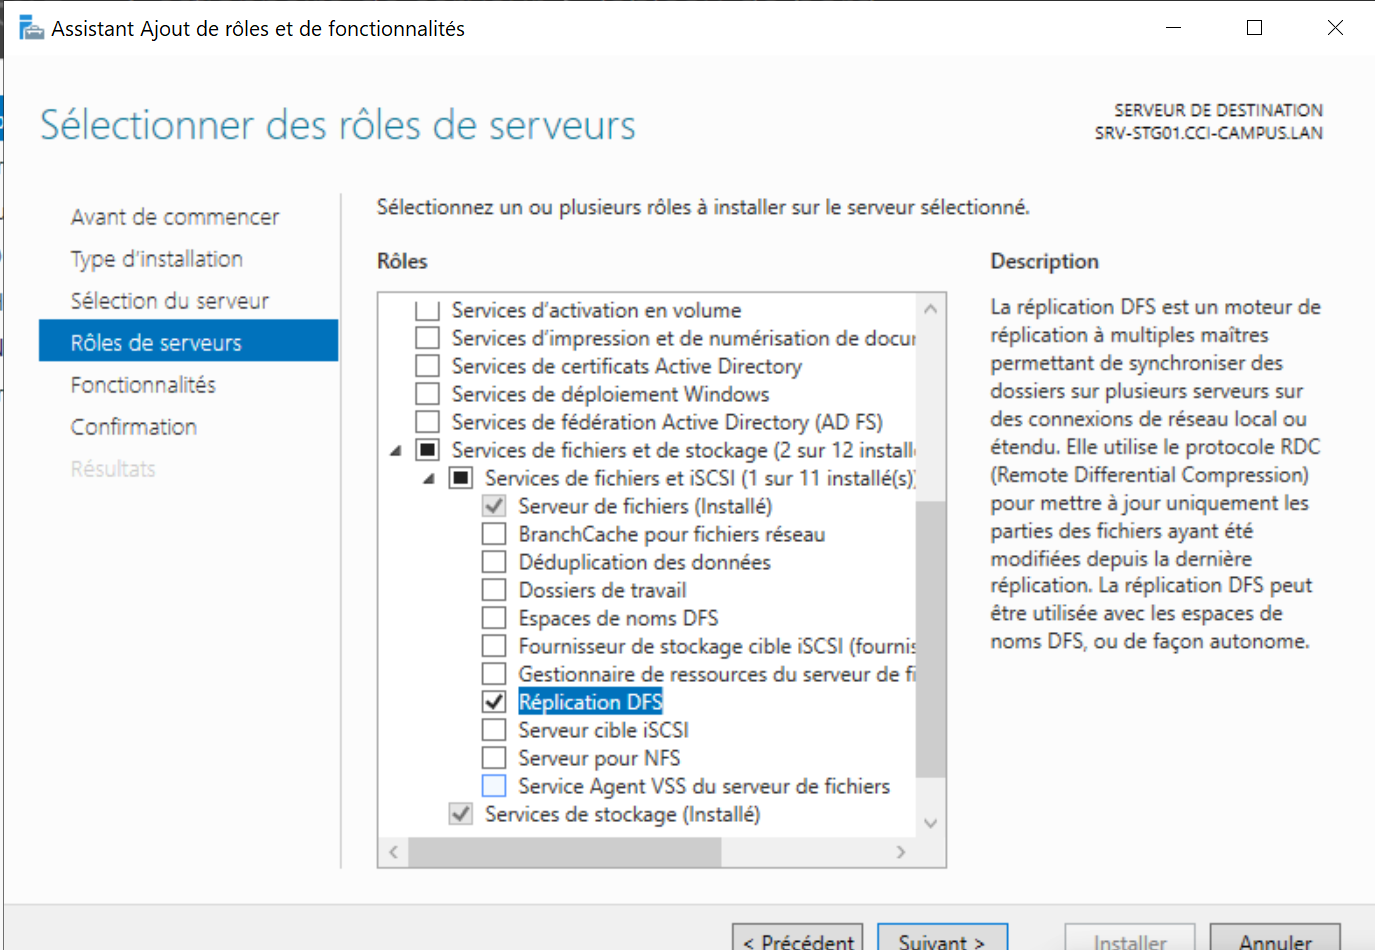 Assistant Ajout de rôles et de fonctionnalités
Sélectionner des rôles de serveurs
SERVEUR DE DESTINATION
SRV-STG01.CCI-CAMPUS.LAN
Avant de commencer
Type d'installation
Sélection du serveur
Rôles de serveurs
Fonctionnalités
Confirmation
Résultats
Sélectionnez un ou plusieurs rôles à installer sur le serveur sélectionné.
Rôles
Services d'activation en volume
Services d'impression et de numérisation de docur
Services de certificats Active Directory
Services de déploiement Windows
Services de fédération Active Directory (AD FS)
Services de fichiers et de stockage (2 sur 12 install
Services de fichiers et iSCSI (1 sur 11 installé(s))
Serveur de fichiers (Installé)
BranchCache pour fichiers réseau
Déduplication des données
Dossiers de travail
Espaces de noms DFS
Fournisseur de stockage cible iSCSI (fournis
Gestionnaire de ressources du serveur de fi
Réplication DFS
Serveur cible iSCSI
Serveur pour NFS
Service Agent VSS du serveur de fichiers
Services de stockage (Installé)
Description
La réplication DFS est un moteur de
réplication à multiples maîtres
permettant de synchroniser des
dossiers sur plusieurs serveurs sur
des connexions de réseau local ou
étendu. Elle utilise le protocole RDC
(Remote Differential Compression)
pour mettre à jour uniquement les
parties des fichiers ayant été
modifiées depuis la dernière
réplication. La réplication DFS peut
être utilisée avec les espaces de
noms DFS, ou de façon autonome.
< Précédent
Suivant >
Installer
Annuler